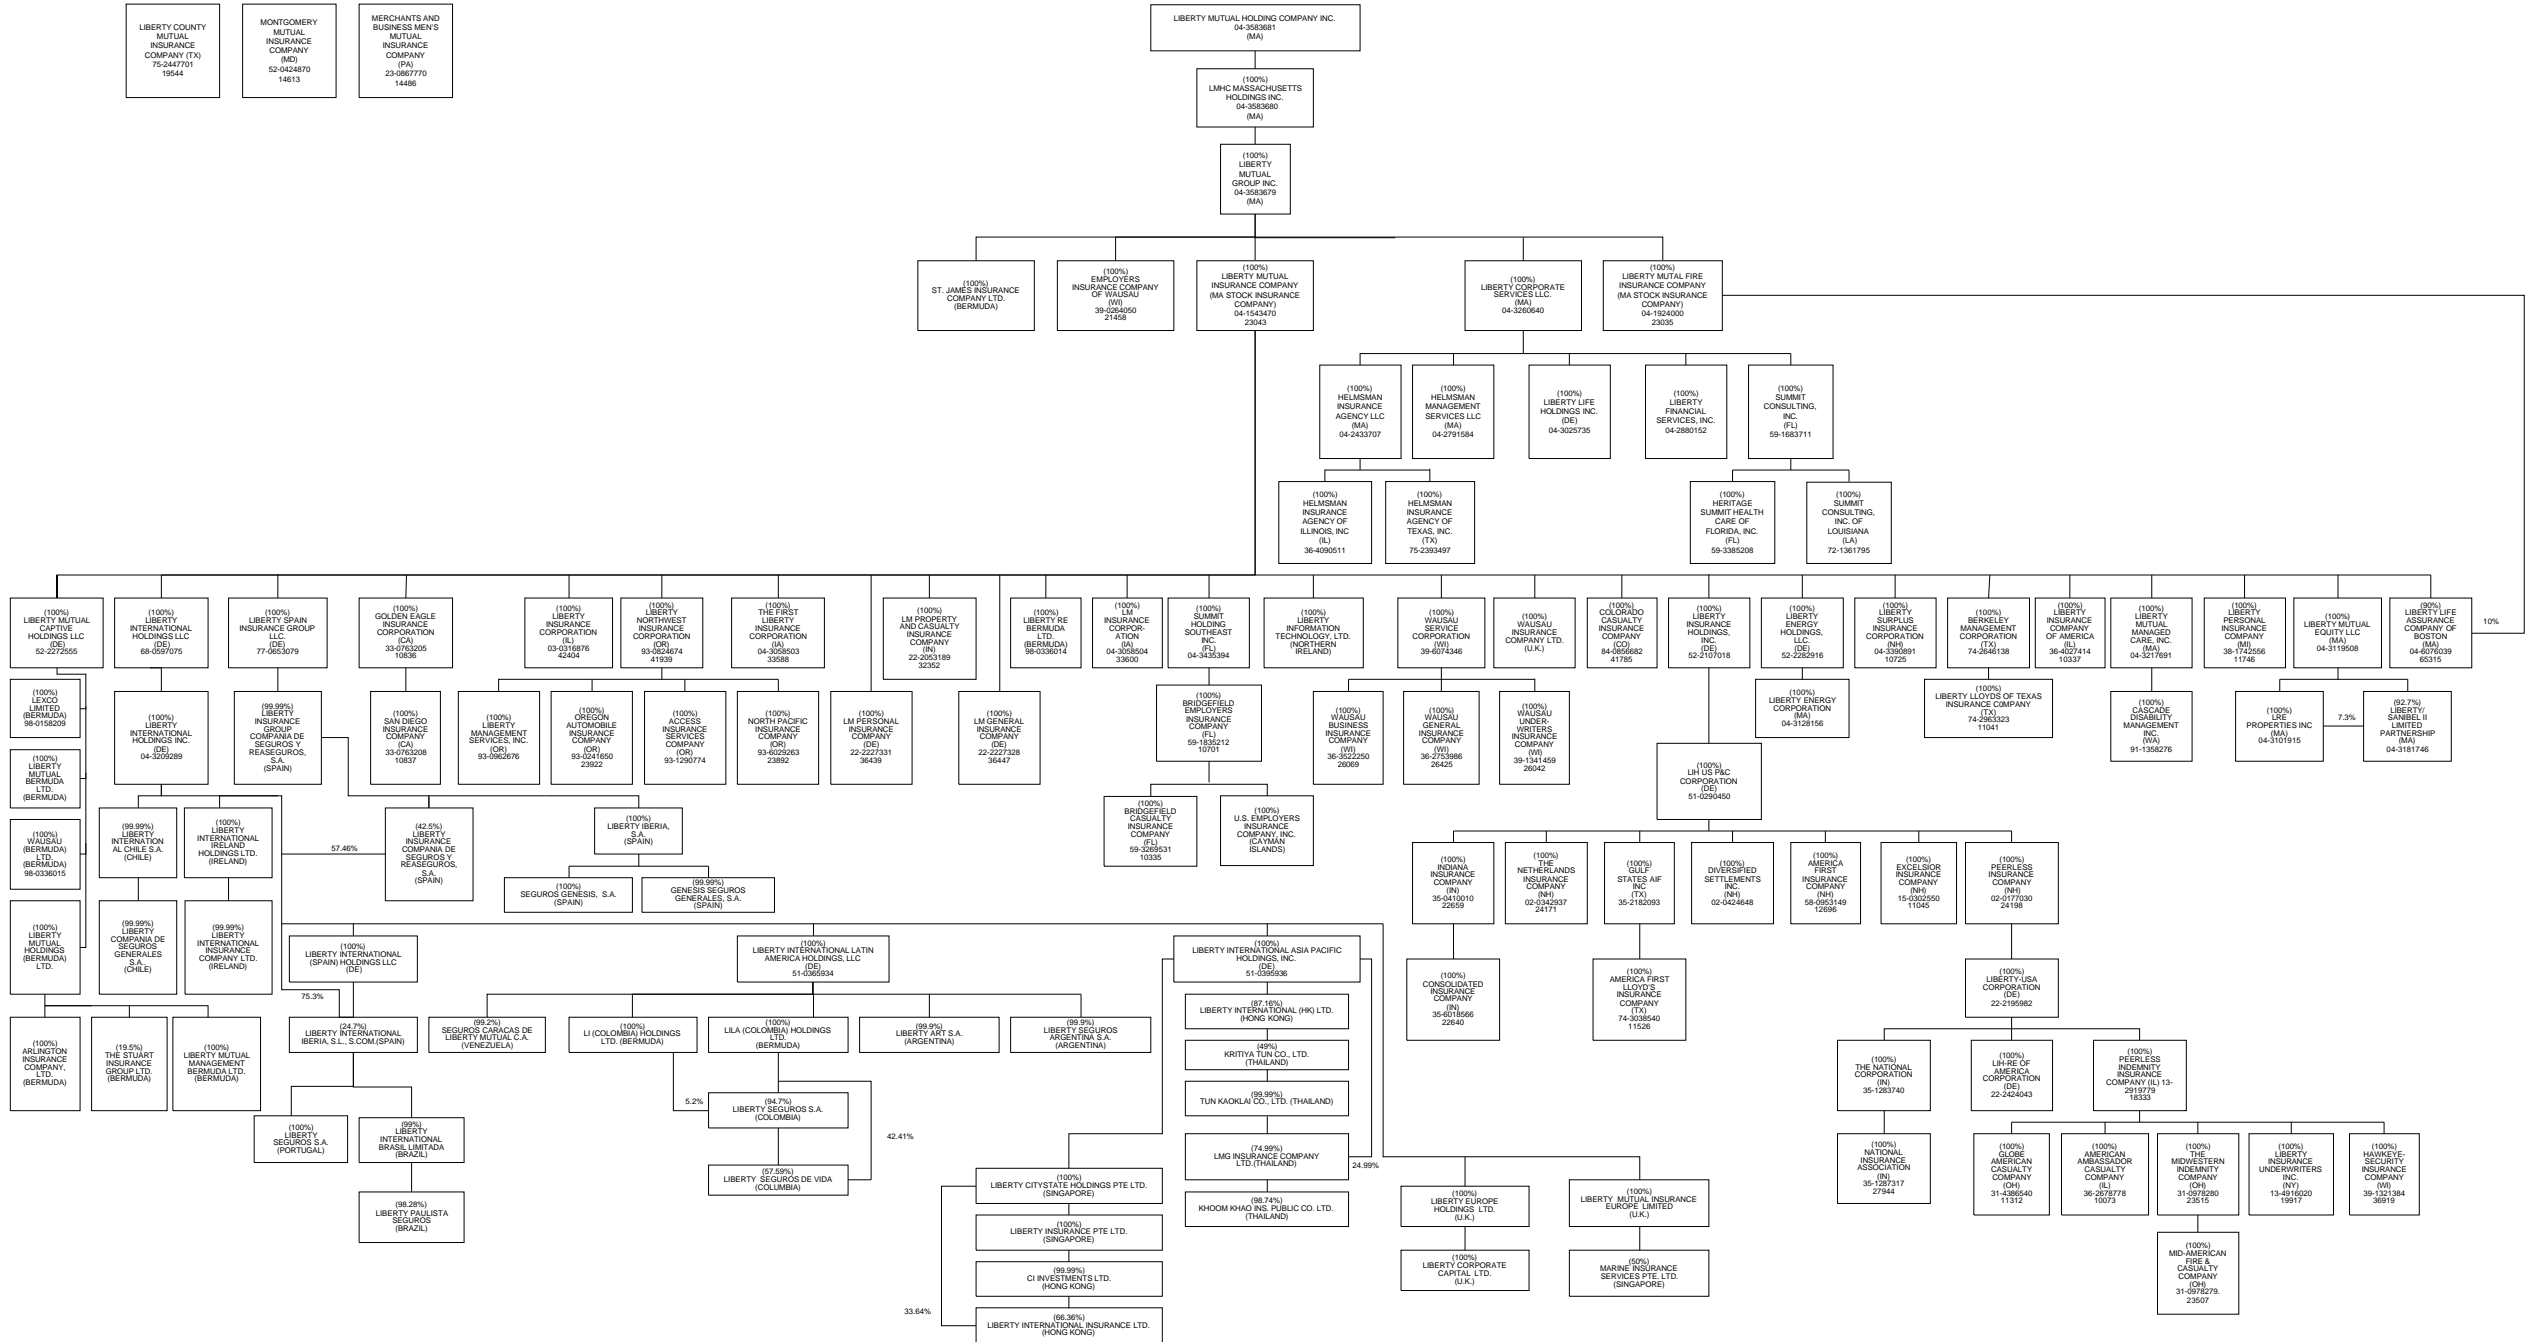 LIBERTY COUNTY
MUTUAL
INSURANCE
COMPANY (TX)
75-2447701
19544
MONTGOMERY
MUTUAL
INSURANCE
COMPANY
(MD)
52-0424870
14613
MERCHANTS AND
BUSINESS MEN'S
MUTUAL
INSURANCE
COMPANY
(PA)
23-0867770
14486
LIBERTY MUTUAL HOLDING COMPANY INC.
04-3583681
(MA)
(100%)
LMHC MASSACHUSETTS
HOLDINGS INC.
04-3583680
(MA)
(100%)
LIBERTY
MUTUAL
GROUP INC.
04-3583679
(MA)
(100%)
ST. JAMES INSURANCE
COMPANY LTD.
(BERMUDA)
(100%)
EMPLOYERS
INSURANCE COMPANY
OF WAUSAU
(WI)
39-0264050
21458
(100%)
LIBERTY MUTUAL
INSURANCE COMPANY
(MA STOCK INSURANCE
COMPANY)
04-1543470
23043
(100%)
LIBERTY CORPORATE
SERVICES LLC.
(MA)
04-3260640
(100%)
LIBERTY MUTAL FIRE
INSURANCE COMPANY
(MA STOCK INSURANCE
COMPANY)
04-1924000
23035
(100%)
HELMSMAN
INSURANCE
AGENCY LLC
(MA)
04-2433707
(100%)
HELMSMAN
MANAGEMENT
SERVICES LLC
(MA)
04-2791584
(100%)
LIBERTY LIFE
HOLDINGS INC.
(DE)
04-3025735
(100%)
LIBERTY
FINANCIAL
SERVICES, INC.
04-2880152
(100%)
SUMMIT
CONSULTING,
INC.
(FL)
59-1683711
(100%)
HELMSMAN
INSURANCE
AGENCY OF
ILLINOIS, INC
(IL)
36-4090511
(100%)
HELMSMAN
INSURANCE
AGENCY OF
TEXAS, INC.
(TX)
75-2393497
(100%)
HERITAGE
SUMMIT HEALTH
CARE OF
FLORIDA, INC.
(FL)
59-3385208
(100%)
SUMMIT
CONSULTING,
INC. OF
LOUISIANA
(LA)
72-1361795
(100%)
LIBERTY MUTUAL
CAPTIVE
HOLDINGS LLC
(DE)
52-2272555
(100%)
LIBERTY
INTERNATIONAL
HOLDINGS LLC
(DE)
68-0597075
(100%)
LIBERTY SPAIN
INSURANCE GROUP
LLC.
(DE)
77-0653079
(100%)
GOLDEN EAGLE
INSURANCE
CORPORATION
(CA)
33-0763205
10836
(100%)
LIBERTY
INSURANCE
CORPORATION
(IL)
03-0316876
42404
(100%)
LIBERTY
NORTHWEST
INSURANCE
CORPORATION
(OR)
93-0824674
41939
(100%)
THE FIRST
LIBERTY
INSURANCE
CORPORATION
(IA)
04-3058503
33588
(100%)
LM PROPERTY
AND CASUALTY
INSURANCE
COMPANY
(IN)
22-2053189
32352
(100%)
LIBERTY RE
BERMUDA
LTD.
(BERMUDA)
98-0336014
(100%)
LM
INSURANCE
CORPOR-
ATION
(IA)
04-3058504
33600
(100%)
SUMMIT
HOLDING
SOUTHEAST
INC.
(FL)
04-3435394
(100%)
LIBERTY
INFORMATION
TECHNOLOGY, LTD.
(NORTHERN
IRELAND)
(100%)
WAUSAU
SERVICE
CORPORATION
(WI)
39-6074346
(100%)
WAUSAU
INSURANCE
COMPANY LTD.
(U.K.)
(100%)
COLORADO
CASUALTY
INSURANCE
COMPANY
(CO)
84-0856682
41785
(100%)
LIBERTY
INSURANCE
HOLDINGS,
INC.
(DE)
52-2107018
(100%)
LIBERTY
ENERGY
HOLDINGS,
LLC.
(DE)
52-2282916
(100%)
LIBERTY
SURPLUS
INSURANCE
CORPORATION
(NH)
04-3390891
10725
(100%)
BERKELEY
MANAGEMENT
CORPORATION
(TX)
74-2646138
(100%)
LIBERTY
INSURANCE
COMPANY
OF AMERICA
(IL)
36-4027414
10337
(100%)
LIBERTY
MUTUAL
MANAGED
CARE, INC.
(MA)
04-3217691
(100%)
LIBERTY
PERSONAL
INSURANCE
COMPANY
(MI)
38-1742556
11746
(100%)
LIBERTY MUTUAL
EQUITY LLC
(MA)
04-3119508
(90%)
LIBERTY LIFE
ASSURANCE
COMPANY OF
BOSTON
(MA)
04-6076039
65315
10%
(100%)
LEXCO
LIMITED
(BERMUDA)
98-0158209
(100%)
LIBERTY
INTERNATIONAL
HOLDINGS INC.
(DE)
04-3209289
(99.99%)
LIBERTY
INSURANCE
GROUP
COMPANIA DE
SEGUROS Y
REASEGUROS,
S.A.
(SPAIN)
(100%)
SAN DIEGO
INSURANCE
COMPANY
(CA)
33-0763208
10837
(100%)
LIBERTY
MANAGEMENT
SERVICES, INC.
(OR)
93-0962676
(100%)
OREGON
AUTOMOBILE
INSURANCE
COMPANY
(OR)
93-0241650
23922
(100%)
ACCESS
INSURANCE
SERVICES
COMPANY
(OR)
93-1290774
(100%)
NORTH PACIFIC
INSURANCE
COMPANY
(OR)
93-6029263
23892
(100%)
LM PERSONAL
INSURANCE
COMPANY
(DE)
22-2227331
36439
(100%)
LM GENERAL
INSURANCE
COMPANY
(DE)
22-2227328
36447
(100%)
BRIDGEFIELD
EMPLOYERS
INSURANCE
COMPANY
(FL)
59-1835212
10701
(100%)
WAUSAU
BUSINESS
INSURANCE
COMPANY
(WI)
36-3522250
26069
(100%)
WAUSAU
GENERAL
INSURANCE
COMPANY
(WI)
36-2753986
26425
(100%)
WAUSAU
UNDER-
WRITERS
INSURANCE
COMPANY
(WI)
39-1341459
26042
(100%)
LIH US P&C
CORPORATION
(DE)
51-0290450
(100%)
LIBERTY ENERGY
CORPORATION
(MA)
04-3128156
(100%)
LIBERTY LLOYDS OF TEXAS
INSURANCE C0MPANY
(TX)
74-2963323
11041
(100%)
CASCADE
DISABILITY
MANAGEMENT
INC.
(WA)
91-1358276
(100%)
LRE
PROPERTIES INC
(MA)
04-3101915
7.3%
(92.7%)
LIBERTY/
SANIBEL II
LIMITED
PARTNERSHIP
(MA)
04-3181746
(100%)
LIBERTY
MUTUAL
BERMUDA
LTD.
(BERMUDA)
(100%)
WAUSAU
(BERMUDA)
LTD.
(BERMUDA)
98-0336015
(99.99%)
LIBERTY
INTERNATION
AL CHILE S.A.
(CHILE)
(100%)
LIBERTY
INTERNATIONAL
IRELAND
HOLDINGS LTD.
(IRELAND)
57.46%
(42.5%)
LIBERTY
INSURANCE
COMPANIA DE
SEGUROS Y
REASEGUROS,
S.A.
(SPAIN)
(100%)
LIBERTY IBERIA,
S.A.
(SPAIN)
(100%)
SEGUROS GENESIS, S.A.
(SPAIN)
(99.99%)
GENESIS SEGUROS
GENERALES, S.A.
(SPAIN)
(100%)
BRIDGEFIELD
CASUALTY
INSURANCE
COMPANY
(FL)
59-3269531
10335
(100%)
U.S. EMPLOYERS
INSURANCE
COMPANY, INC.
(CAYMAN
ISLANDS)
(100%)
INDIANA
INSURANCE
COMPANY
(IN)
35-0410010
22659
(100%)
THE
NETHERLANDS
INSURANCE
COMPANY
(NH)
02-0342937
24171
(100%)
GULF
STATES AIF
INC
(TX)
35-2182093
(100%)
DIVERSIFIED
SETTLEMENTS
INC.
(NH)
02-0424648
(100%)
AMERICA
FIRST
INSURANCE
COMPANY
(NH)
58-0953149
12696
(100%)
EXCELSIOR
INSURANCE
COMPANY
(NH)
15-0302550
11045
(100%)
PEERLESS
INSURANCE
COMPANY
(NH)
02-0177030
24198
(100%)
LIBERTY
MUTUAL
HOLDINGS
(BERMUDA)
LTD.
(99.99%)
LIBERTY
COMPANIA DE
SEGUROS
GENERALES
S.A.,
(CHILE)
(99.99%)
LIBERTY
INTERNATIONAL
INSURANCE
COMPANY LTD.
(IRELAND)
(100%)
LIBERTY INTERNATIONAL
(SPAIN) HOLDINGS LLC
(DE)
(100%)
LIBERTY INTERNATIONAL LATIN
AMERICA HOLDINGS, LLC
(DE)
51-0365934
(100%)
LIBERTY INTERNATIONAL ASIA PACIFIC
HOLDINGS, INC.
(DE)
51-0395936
(100%)
CONSOLIDATED
INSURANCE
COMPANY
(IN)
35-6018566
22640
(100%)
AMERICA FIRST
LLOYD'S
INSURANCE
COMPANY
(TX)
74-3038540
11526
(100%)
LIBERTY-USA
CORPORATION
(DE)
22-2195982
75.3%
(100%)
ARLINGTON
INSURANCE
COMPANY,
LTD.
(BERMUDA)
(19.5%)
THE STUART
INSURANCE
GROUP LTD.
(BERMUDA)
(100%)
LIBERTY MUTUAL
MANAGEMENT
BERMUDA LTD.
(BERMUDA)
(24.7%)
LIBERTY INTERNATIONAL
IBERIA, S.L., S.COM.(SPAIN)
(99.2%)
SEGUROS CARACAS DE
LIBERTY MUTUAL C.A.
(VENEZUELA)
(100%)
LI (COLOMBIA) HOLDINGS
LTD. (BERMUDA)
(100%)
LILA (COLOMBIA) HOLDINGS
LTD.
(BERMUDA)
(99.9%)
LIBERTY ART S.A.
(ARGENTINA)
(99.9%)
LIBERTY SEGUROS
ARGENTINA S.A.
(ARGENTINA)
(87.16%)
LIBERTY INTERNATIONAL (HK) LTD.
(HONG KONG)
(49%)
KRITIYA TUN CO., LTD.
(THAILAND)
(99.99%)
TUN KAOKLAI CO., LTD. (THAILAND)
(74.99%)
LMG INSURANCE COMPANY
LTD.(THAILAND)
24.99%
(98.74%)
KHOOM KHAO INS. PUBLIC CO. LTD.
(THAILAND)
5.2%
(94.7%)
LIBERTY SEGUROS S.A.
(COLOMBIA)
42.41%
(57.59%)
LIBERTY SEGUROS DE VIDA
(COLUMBIA)
(100%)
LIBERTY
SEGUROS S.A.
(PORTUGAL)
(99%)
LIBERTY
INTERNATIONAL
BRASIL LIMITADA
(BRAZIL)
(98.28%)
LIBERTY PAULISTA
SEGUROS
(BRAZIL)
(100%)
LIBERTY CITYSTATE HOLDINGS PTE LTD.
(SINGAPORE)
(100%)
LIBERTY INSURANCE PTE LTD.
(SINGAPORE)
(99.99%)
CI INVESTMENTS LTD.
(HONG KONG)
33.64%
(66.36%)
LIBERTY INTERNATIONAL INSURANCE LTD.
(HONG KONG)
(100%)
LIBERTY EUROPE
HOLDINGS LTD.
(U.K.)
(100%)
LIBERTY MUTUAL INSURANCE
EUROPE LIMITED
(U.K.)
(100%)
LIBERTY CORPORATE
CAPITAL LTD.
(U.K.)
(50%)
MARINE INSURANCE
SERVICES PTE. LTD.
(SINGAPORE)
(100%)
THE NATIONAL
CORPORATION
(IN)
35-1283740
(100%)
LIH-RE OF
AMERICA
CORPORATION
(DE)
22-2424043
(100%)
PEERLESS
INDEMNITY
INSURANCE
COMPANY (IL) 13-
2919779
18333
(100%)
NATIONAL
INSURANCE
ASSOCIATION
(IN)
35-1287317
27944
(100%)
GLOBE
AMERICAN
CASUALTY
COMPANY
(OH)
31-4386540
11312
(100%)
AMERICAN
AMBASSADOR
CASUALTY
COMPANY
(IL)
36-2678778
10073
(100%)
THE
MIDWESTERN
INDEMNITY
COMPANY
(OH)
31-0978280
23515
(100%)
LIBERTY
INSURANCE
UNDERWRITERS
INC.
(NY)
13-4916020
19917
(100%)
HAWKEYE-
SECURITY
INSURANCE
COMPANY
(WI)
39-1321384
36919
(100%)
MID-AMERICAN
FIRE &
CASUALTY
COMPANY
(OH)
31-0978279.
23507